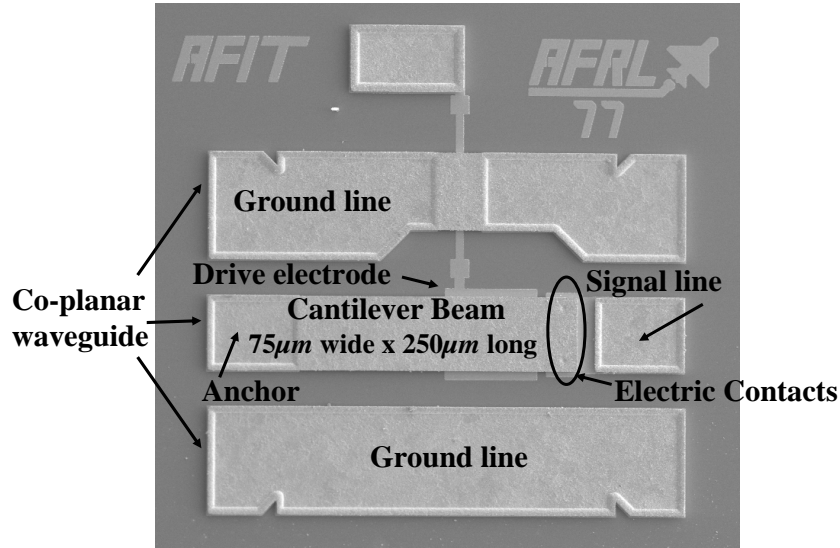 AFIT
AFRL
77
Ground line
Drive electrode
Signal line
Co-planar
waveguide
Cantilever Beam
75μm wide x 250μm long
Anchor
Electric Contacts
Ground line